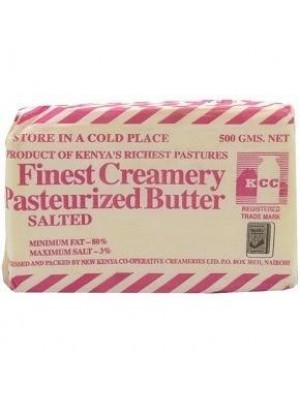 STORE IN A COLD PLACE 500 GMS. NET
PRODUCT OF KENYA'S RICHEST PASTURES
Finest Creamery
Pasteurized Butter
SALTED
KCC
REGISTERED
TRADE MARK
MINIMUM FAT – 80%
MAXIMUM SALT – 3%
AND PACKED BY NEW KENYA CO-OPERATIVE CREAMERIES LTD. P.O. BOX NAIROBI